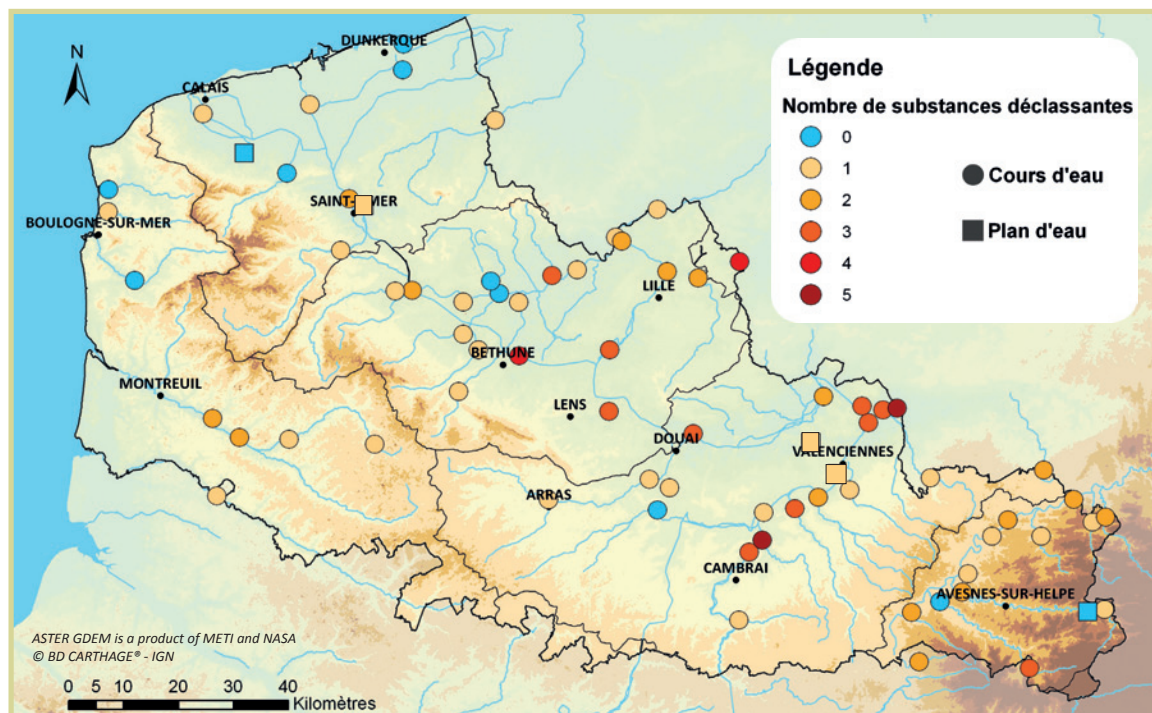 N
DUNKERQUE
CALAIS
SAINT-OMER
BOULOGNE-SUR-MER
LILLE
BETHUNE
MONTREUIL
LENS
DOUAI
VALENCIENNES
ARRAS
CAMBRAI
AVESNES-SUR-HELPE
Légende
Nombre de substances déclassantes
0
1
2
3
4
5
Cours d'eau
Plan d'eau
ASTER GDEM is a product of METI and NASA
© BD CARTHAGE® - IGN
0 5 10 20 30 40
Kilomètres